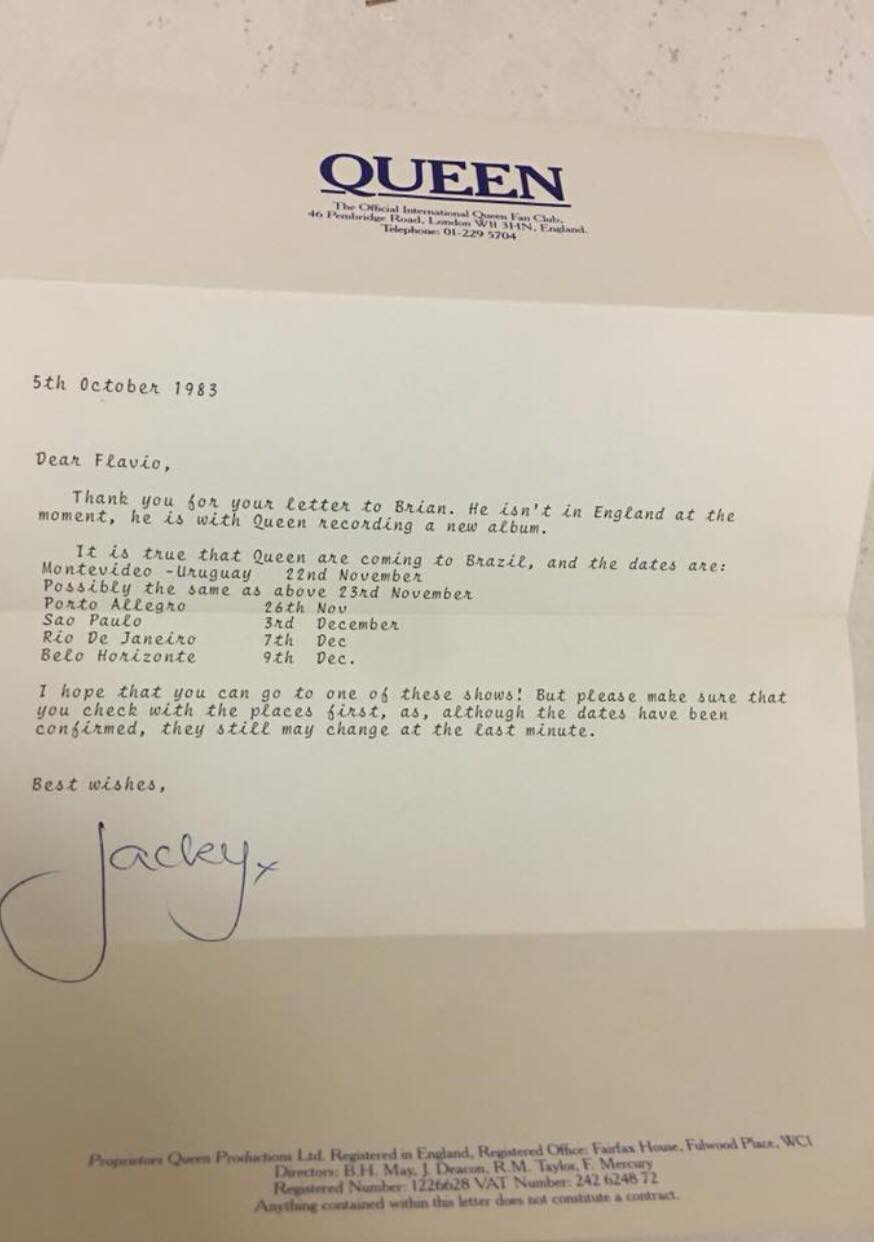 QUEEN
The Official International Queen Fan Club,
46 Pembridge Road, London W11 3HN, England.
Telephone: 01-229 5704
5th October 1983
Dear Flavio,
Thank you for your letter to Brian. He isn't in England at the
moment, he is with Queen recording a new album.
It is true that Queen are coming to Brazil, and the dates are:
Montevideo -Uruguay 22nd November
Possibly the same as above 23rd November
Porto Allegro 26th Nov
Sao Paulo 3rd December
Rio De Janeiro 7th Dec
Belo Horizonte 9th Dec.
I hope that you can go to one of these shows! But please make sure that
you check with the places first, as, although the dates have been
confirmed, they still may change at the last minute.
Best wishes,
Jacky x
Proprietors Queen Productions Ltd. Registered in England, Registered Office: Fairfax House, Fulwood Place, WC1
Directors: B.H. May, J. Deacon, R.M. Taylor, F. Mercury
Registered Number: 1226628 VAT Number: 242 6248 72
Anything contained within this letter does not constitute a contract.